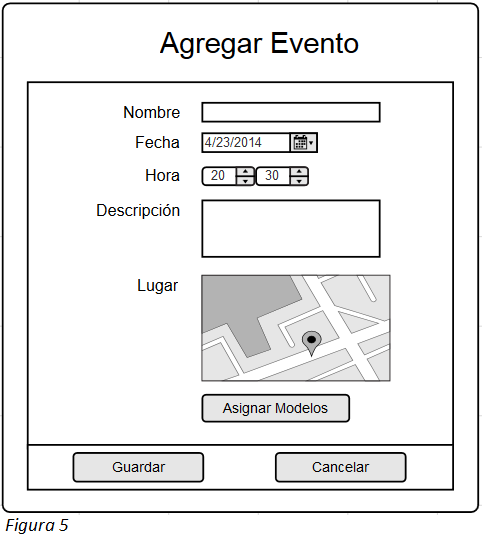 Agregar Evento
Nombre
Fecha 4/23/2014
Hora 20 30
Descripción
Lugar
Asignar Modelos
Guardar Cancelar
Figura 5